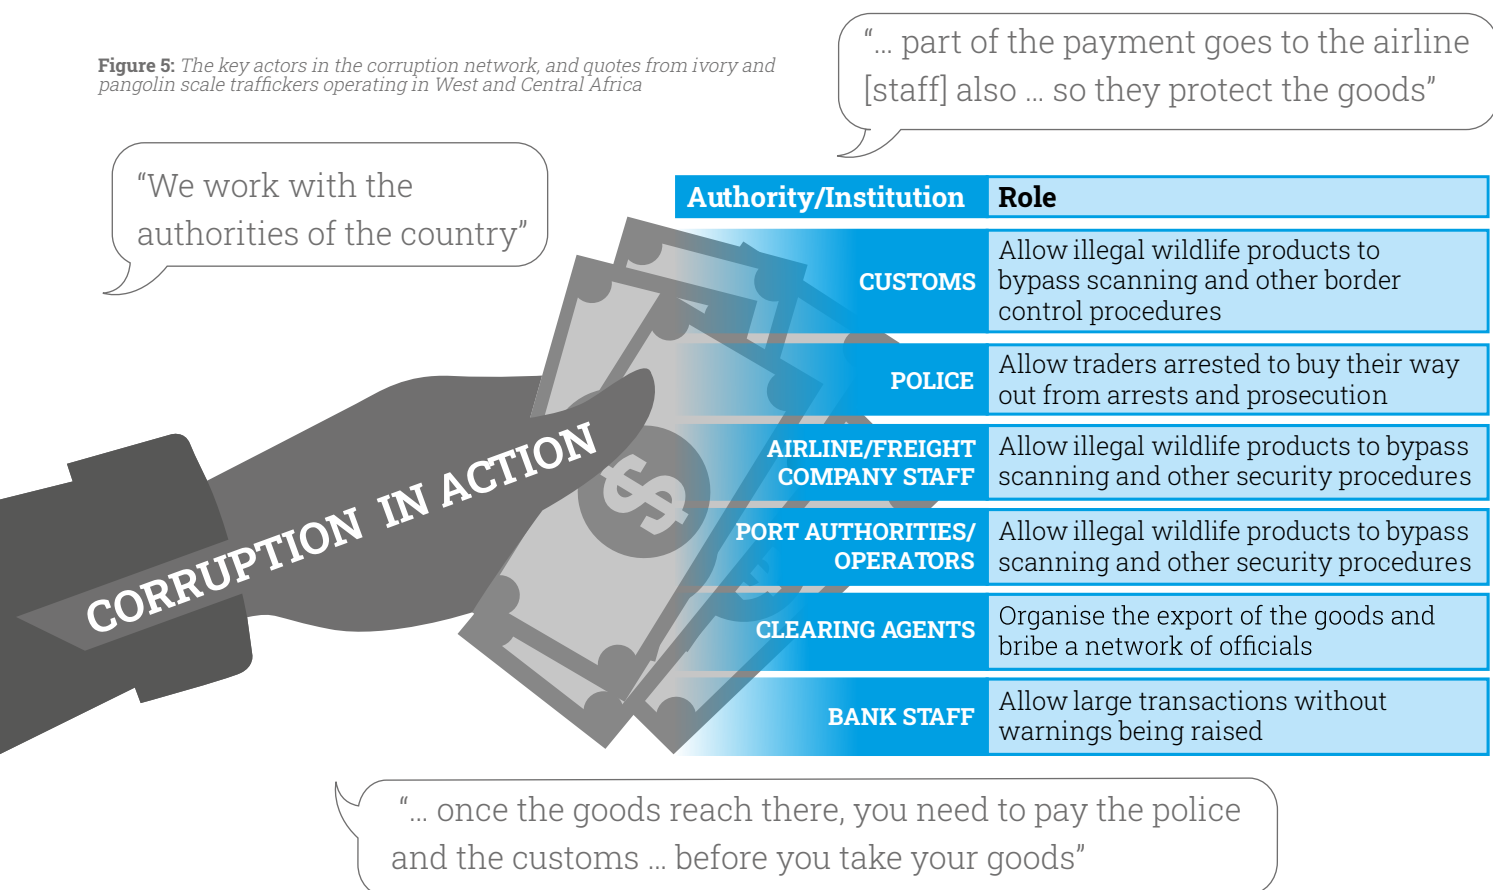 Figure 5: The key actors in the corruption network, and quotes from ivory and
pangolin scale traffickers operating in West and Central Africa
“... part of the payment goes to the airline
[staff] also ... so they protect the goods”
“We work with the
authorities of the country”
Authority/Institution Role
CUSTOMS
Allow illegal wildlife products to
bypass scanning and other border
control procedures
POLICE
Allow traders arrested to buy their way
out from arrests and prosecution
AIRLINE/FREIGHT
COMPANY STAFF
Allow illegal wildlife products to bypass
scanning and other security procedures
PORT AUTHORITIES/
OPERATORS
Allow illegal wildlife products to bypass
scanning and other security procedures
CLEARING AGENTS
Organise the export of the goods and
bribe a network of officials
BANK STAFF
Allow large transactions without
warnings being raised
CORRUPTION IN ACTION
$
“... once the goods reach there, you need to pay the police
and the customs ... before you take your goods”